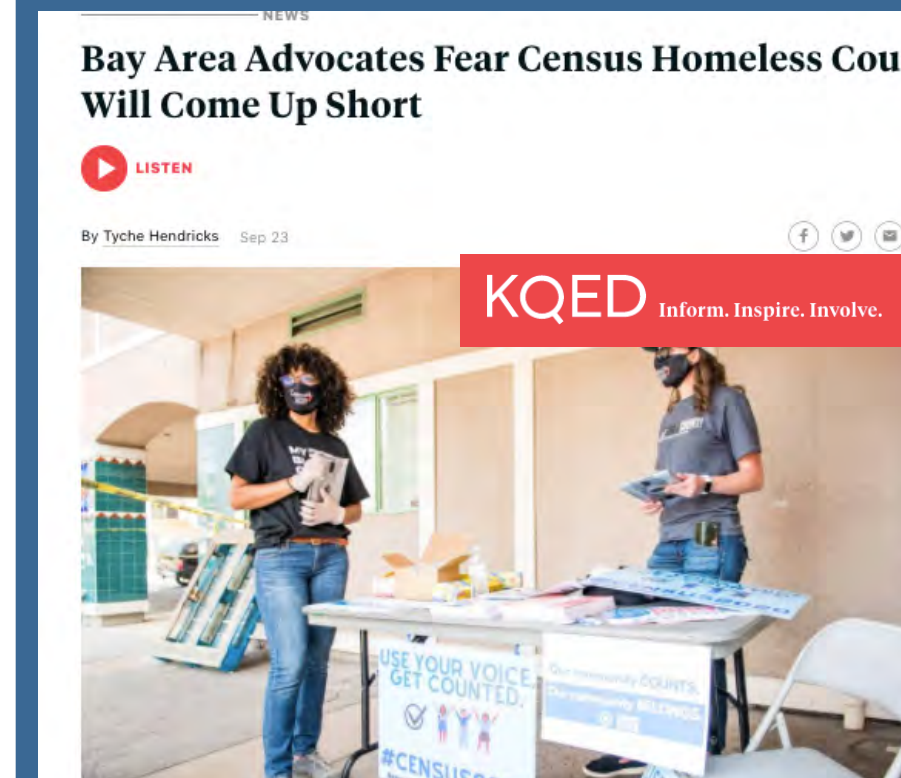 NEWS
Bay Area Advocates Fear Census Homeless Cou
Will Come Up Short
LISTEN
By Tyche Hendricks Sep 23
KQED Inform. Inspire. Involve.
USE YOUR VOICE.
GET COUNTED.
Our community COUNTS.
Our community BELONGS.
#CENSUS